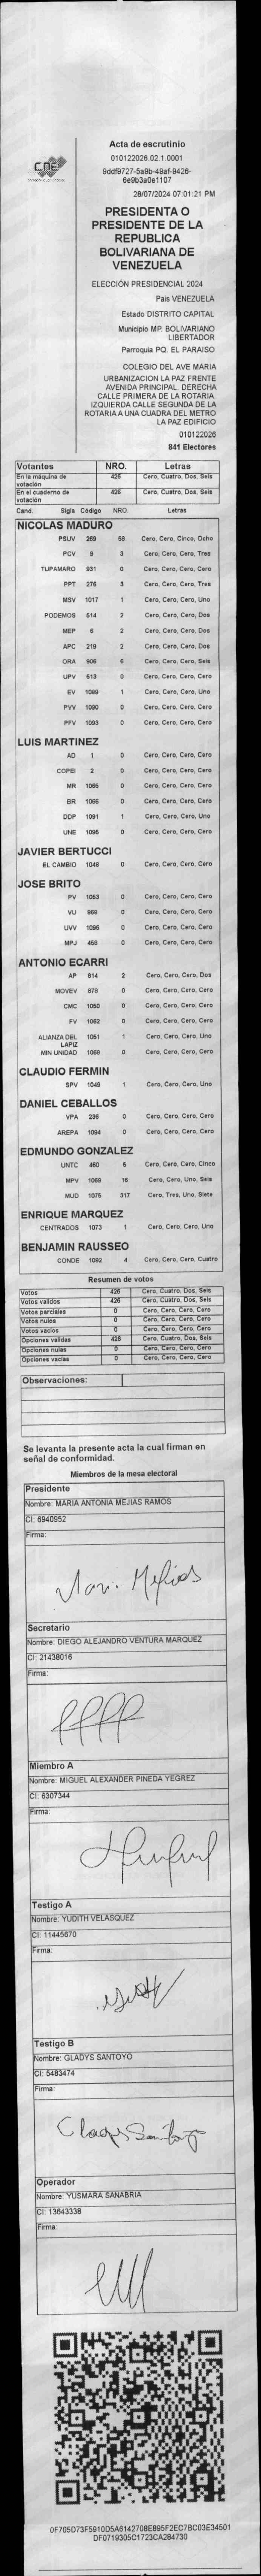 CNE
Acta de escrutinio
010122026.02.1.0001
9ddf9727-5a9b-49af-9426-
6e9b3a0e1107
28/07/2024 07:01:21 PM
PRESIDENTA O
PRESIDENTE DE LA
REPUBLICA
BOLIVARIANA DE
VENEZUELA
ELECCIÓN PRESIDENCIAL 2024
Pais VENEZUELA
Estado DISTRITO CAPITAL
Municipio MP. BOLIVARIANO
LIBERTADOR
Parroquia PQ. EL PARAISO
COLEGIO DEL AVE MARIA
URBANIZACION LA PAZ FRENTE
AVENIDA PRINCIPAL. DERECHA
CALLE PRIMERA DE LA ROTARIA.
IZQUIERDA CALLE SEGUNDA DE LA
ROTARIA A UNA CUADRA DEL METRO
LA PAZ EDIFICIO
010122026
841 Electores
Votantes NRO. Letras
En la máquina de votación 426 Cero, Cuatro, Dos, Seis
En el cuaderno de votación 426 Cero, Cuatro, Dos, Seis
Cand. Sigla Código NRO. Letras
NICOLAS MADURO
PSUV 269 58 Cero, Cero, Cinco, Ocho
PCV 9 3 Cero, Cero, Cero, Tres
TUPAMARO 931 0 Cero, Cero, Cero, Cero
PPT 276 3 Cero, Cero, Cero, Tres
MSV 1017 1 Cero, Cero, Cero, Uno
PODEMOS 514 2 Cero, Cero, Cero, Dos
MEP 6 2 Cero, Cero, Cero, Dos
APC 219 2 Cero, Cero, Cero, Dos
ORA 906 6 Cero, Cero, Cero, Seis
UPV 513 0 Cero, Cero, Cero, Cero
EV 1089 1 Cero, Cero, Cero, Uno
PVV 1090 0 Cero, Cero, Cero, Cero
PFV 1093 0 Cero, Cero, Cero, Cero
LUIS MARTINEZ
AD 1 0 Cero, Cero, Cero, Cero
COPEI 2 0 Cero, Cero, Cero, Cero
MR 1065 0 Cero, Cero, Cero, Cero
BR 1066 0 Cero, Cero, Cero, Cero
DDP 1091 1 Cero, Cero, Cero, Uno
UNE 1095 0 Cero, Cero, Cero, Cero
JAVIER BERTUCCI
EL CAMBIO 1048 0 Cero, Cero, Cero, Cero
JOSE BRITO
PV 1053 0 Cero, Cero, Cero, Cero
VU 969 0 Cero, Cero, Cero, Cero
UVV 1096 0 Cero, Cero, Cero, Cero
MPJ 458 0 Cero, Cero, Cero, Cero
ANTONIO ECARRI
AP 814 2 Cero, Cero, Cero, Dos
MOVEV 878 0 Cero, Cero, Cero, Cero
CMC 1050 0 Cero, Cero, Cero, Cero
FV 1062 0 Cero, Cero, Cero, Cero
ALIANZA DEL LAPIZ 1051 1 Cero, Cero, Cero, Uno
MIN UNIDAD 1068 0 Cero, Cero, Cero, Cero
CLAUDIO FERMIN
SPV 1049 1 Cero, Cero, Cero, Uno
DANIEL CEBALLOS
VPA 236 0 Cero, Cero, Cero, Cero
AREPA 1094 0 Cero, Cero, Cero, Cero
EDMUNDO GONZALEZ
UNTC 460 5 Cero, Cero, Cero, Cinco
MPV 1069 16 Cero, Cero, Uno, Seis
MUD 1075 317 Cero, Tres, Uno, Siete
ENRIQUE MARQUEZ
CENTRADOS 1073 1 Cero, Cero, Cero, Uno
BENJAMIN RAUSSEO
CONDE 1092 4 Cero, Cero, Cero, Cuatro
Resumen de votos
Votos 426 Cero, Cuatro, Dos, Seis
Votos validos 426 Cero, Cuatro, Dos, Seis
Votos parciales 0 Cero, Cero, Cero, Cero
Votos nulos 0 Cero, Cero, Cero, Cero
Votos vacíos 0 Cero, Cero, Cero, Cero
Opciones validas 426 Cero, Cuatro, Dos, Seis
Opciones nulas 0 Cero, Cero, Cero, Cero
Opciones vacias 0 Cero, Cero, Cero, Cero
Observaciones:
Se levanta la presente acta la cual firman en
señal de conformidad.
Miembros de la mesa electoral
Presidente
Nombre: MARIA ANTONIA MEJIAS RAMOS
CI: 6940952
Firma:
Secretario
Nombre: DIEGO ALEJANDRO VENTURA MARQUEZ
CI: 21438016
Firma:
Miembro A
Nombre: MIGUEL ALEXANDER PINEDA YEGREZ
CI: 6307344
Firma:
Testigo A
Nombre: YUDITH VELASQUEZ
CI: 11445670
Firma:
Testigo B
Nombre: GLADYS SANTOYO
CI: 5483474
Firma:
Gladys Santoyo
Operador
Nombre: YUSMARA SANABRIA
CI: 13643338
Firma:
0F705D73F5910D5A6142708E895F2EC7BC03E34501
DF0719305C1723CA284730